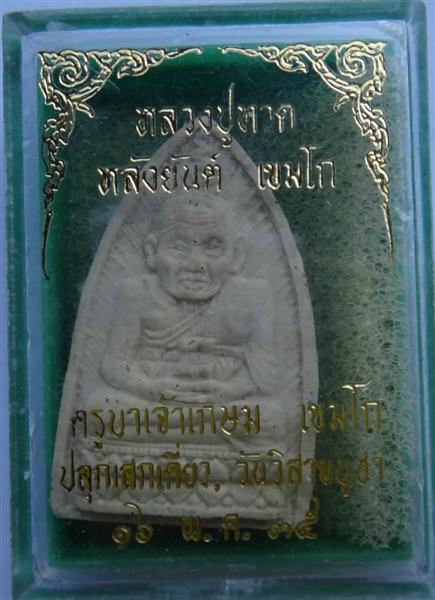 หลวงปู่ทวด
หลังยันต์ เขมโก
ครูบาเจ้าเกษม เขมโก
ปลุกเสกเดี่ยว, วันวิสาขบูชา
๑๖ พ.ค. ๓๕